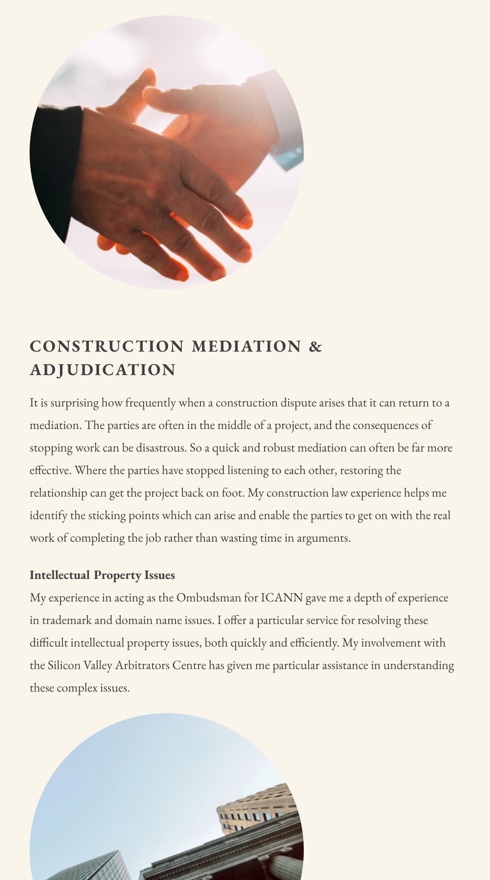 CONSTRUCTION MEDIATION &
ADJUDICATION
It is surprising how frequently when a construction dispute arises that it can return to a
mediation. The parties are often in the middle of a project, and the consequences of
stopping work can be disastrous. So a quick and robust mediation can often be far more
effective. Where the parties have stopped listening to each other, restoring the
relationship can get the project back on foot. My construction law experience helps me
identify the sticking points which can arise and enable the parties to get on with the real
work of completing the job rather than wasting time in arguments.
Intellectual Property Issues
My experience in acting as the Ombudsman for ICANN gave me a depth of experience
in trademark and domain name issues. I offer a particular service for resolving these
difficult intellectual property issues, both quickly and efficiently. My involvement with
the Silicon Valley Arbitrators Centre has given me particular assistance in understanding
these complex issues.